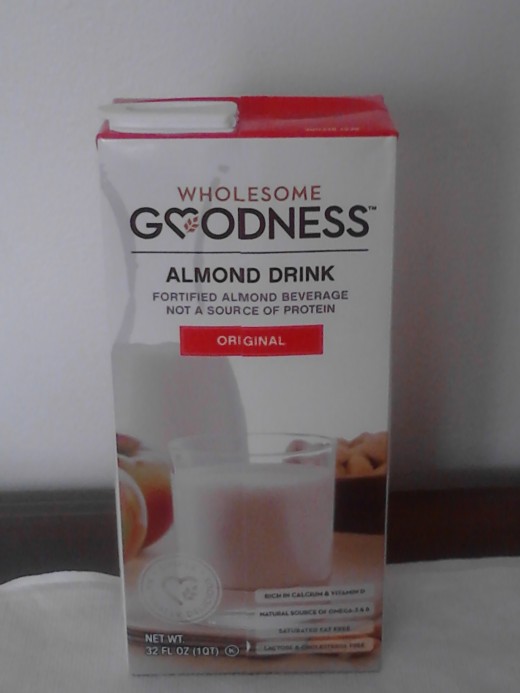 WHOLESOME
GOODNESS™
ALMOND DRINK
FORTIFIED ALMOND BEVERAGE
NOT A SOURCE OF PROTEIN
ORIGINAL
RICH IN CALCIUM & VITAMIN D
NATURAL SOURCE OF OMEGA-3 & 6
SATURATED FAT FREE
LACTOSE & CHOLESTEROL FREE
NET WT.
32 FL OZ (1QT)